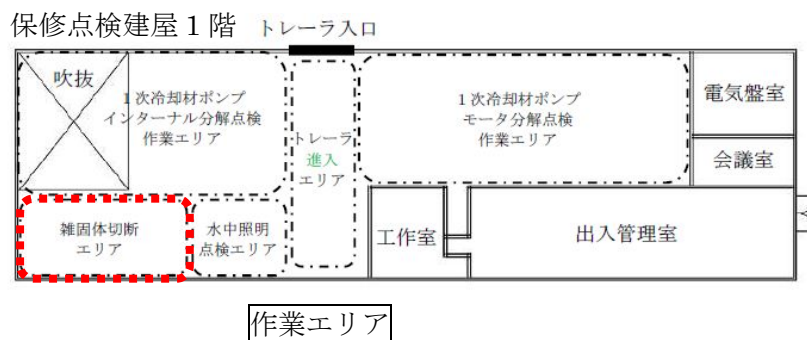 保修点検建屋1階
トレーラ入口
吹抜
1次冷却材ポンプ
インターナル分解点検
作業エリア
トレーラ
進入
エリア
1次冷却材ポンプ
モータ分解点検
作業エリア
電気盤室
会議室
雑固体切断
エリア
水中照明
点検エリア
工作室
出入管理室
作業エリア